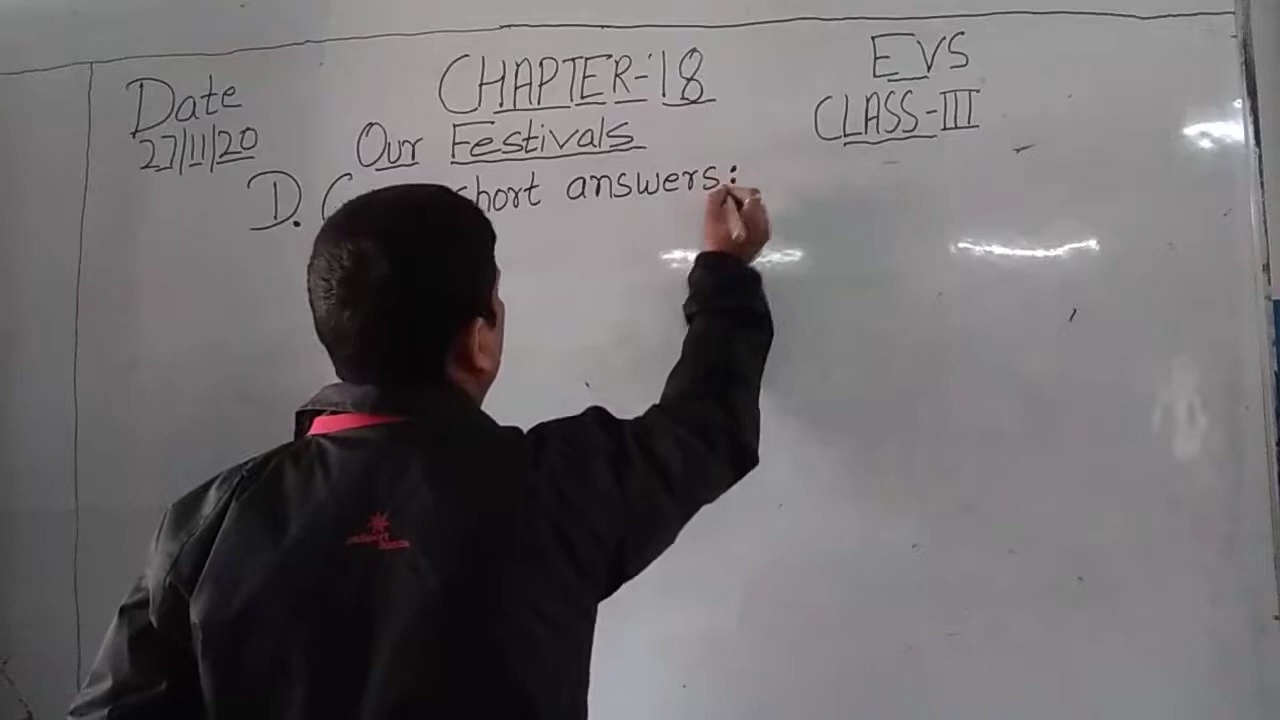 Date
27/11/20
CHAPTER-18
EVS
CLASS-III
Our Festivals
D. short answers: